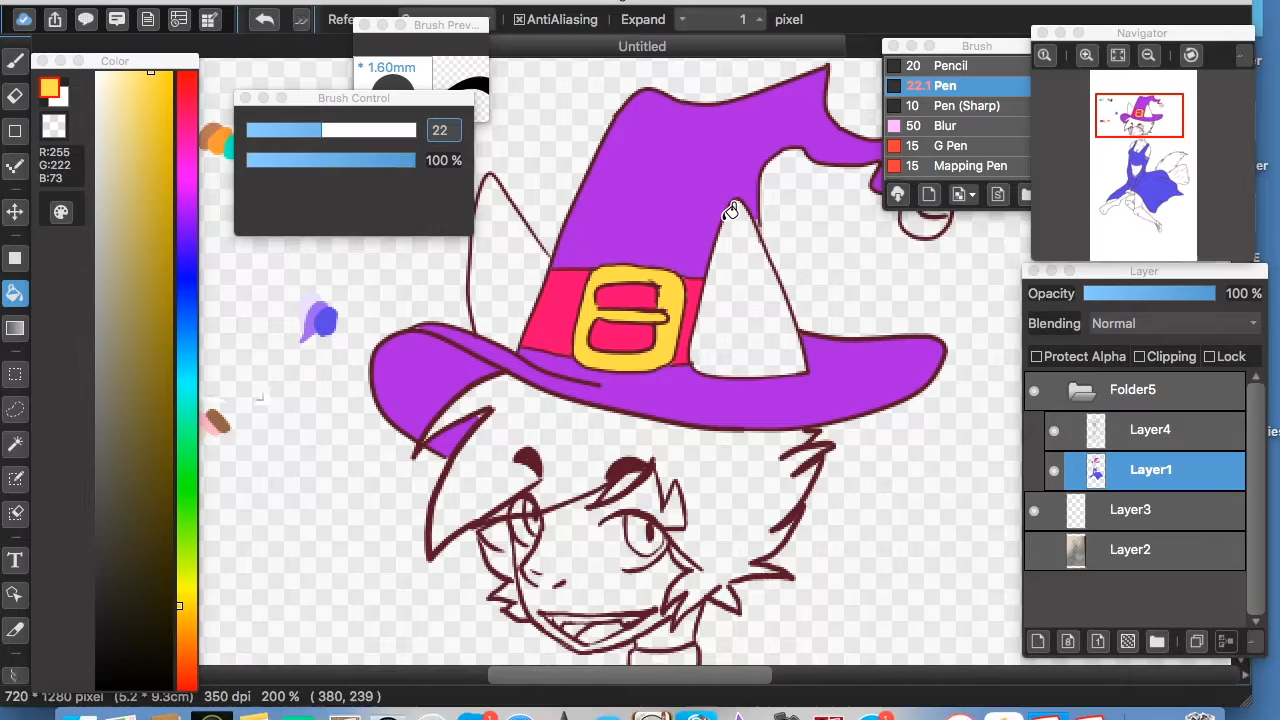 Refe
AntiAliasing
Expand
1
pixel
Untitled
Brush Prev...
* 1.60mm
Brush Control
22
100 %
Color
R:255
G:222
B:73
Brush
20 Pencil
22.1 Pen
10 Pen (Sharp)
50 Blur
15 G Pen
15 Mapping Pen
Navigator
Layer
Opacity
100 %
Blending
Normal
Protect Alpha
Clipping
Lock
Folder5
Layer4
Layer1
Layer3
Layer2
720 * 1280 pixel (5.2 * 9.3cm) 350 dpi 200 % ( 380, 239 )